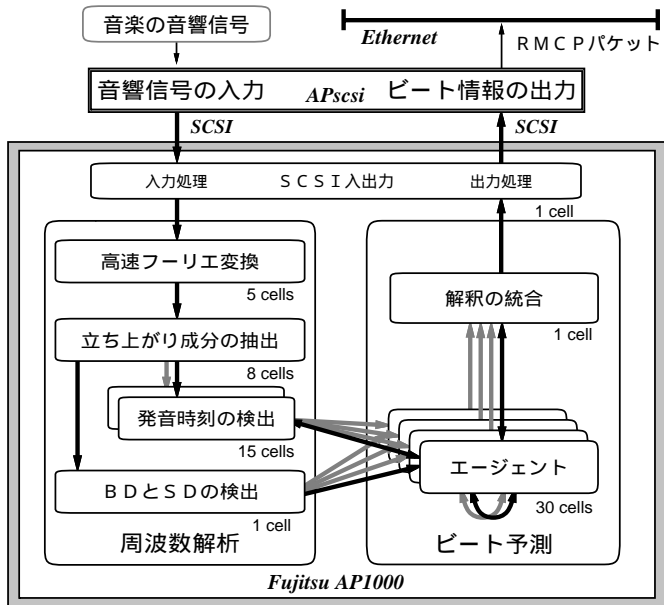 音楽の音響信号
Ethernet
ＲＭＣＰパケット
音響信号の入力
APscsi
ビート情報の出力
SCSI
SCSI
入力処理
ＳＣＳＩ入出力
出力処理
1 cell
高速フーリエ変換
5 cells
立ち上がり成分の抽出
8 cells
発音時刻の検出
15 cells
ＢＤとＳＤの検出
1 cell
周波数解析
解釈の統合
1 cell
エージェント
30 cells
ビート予測
Fujitsu AP1000